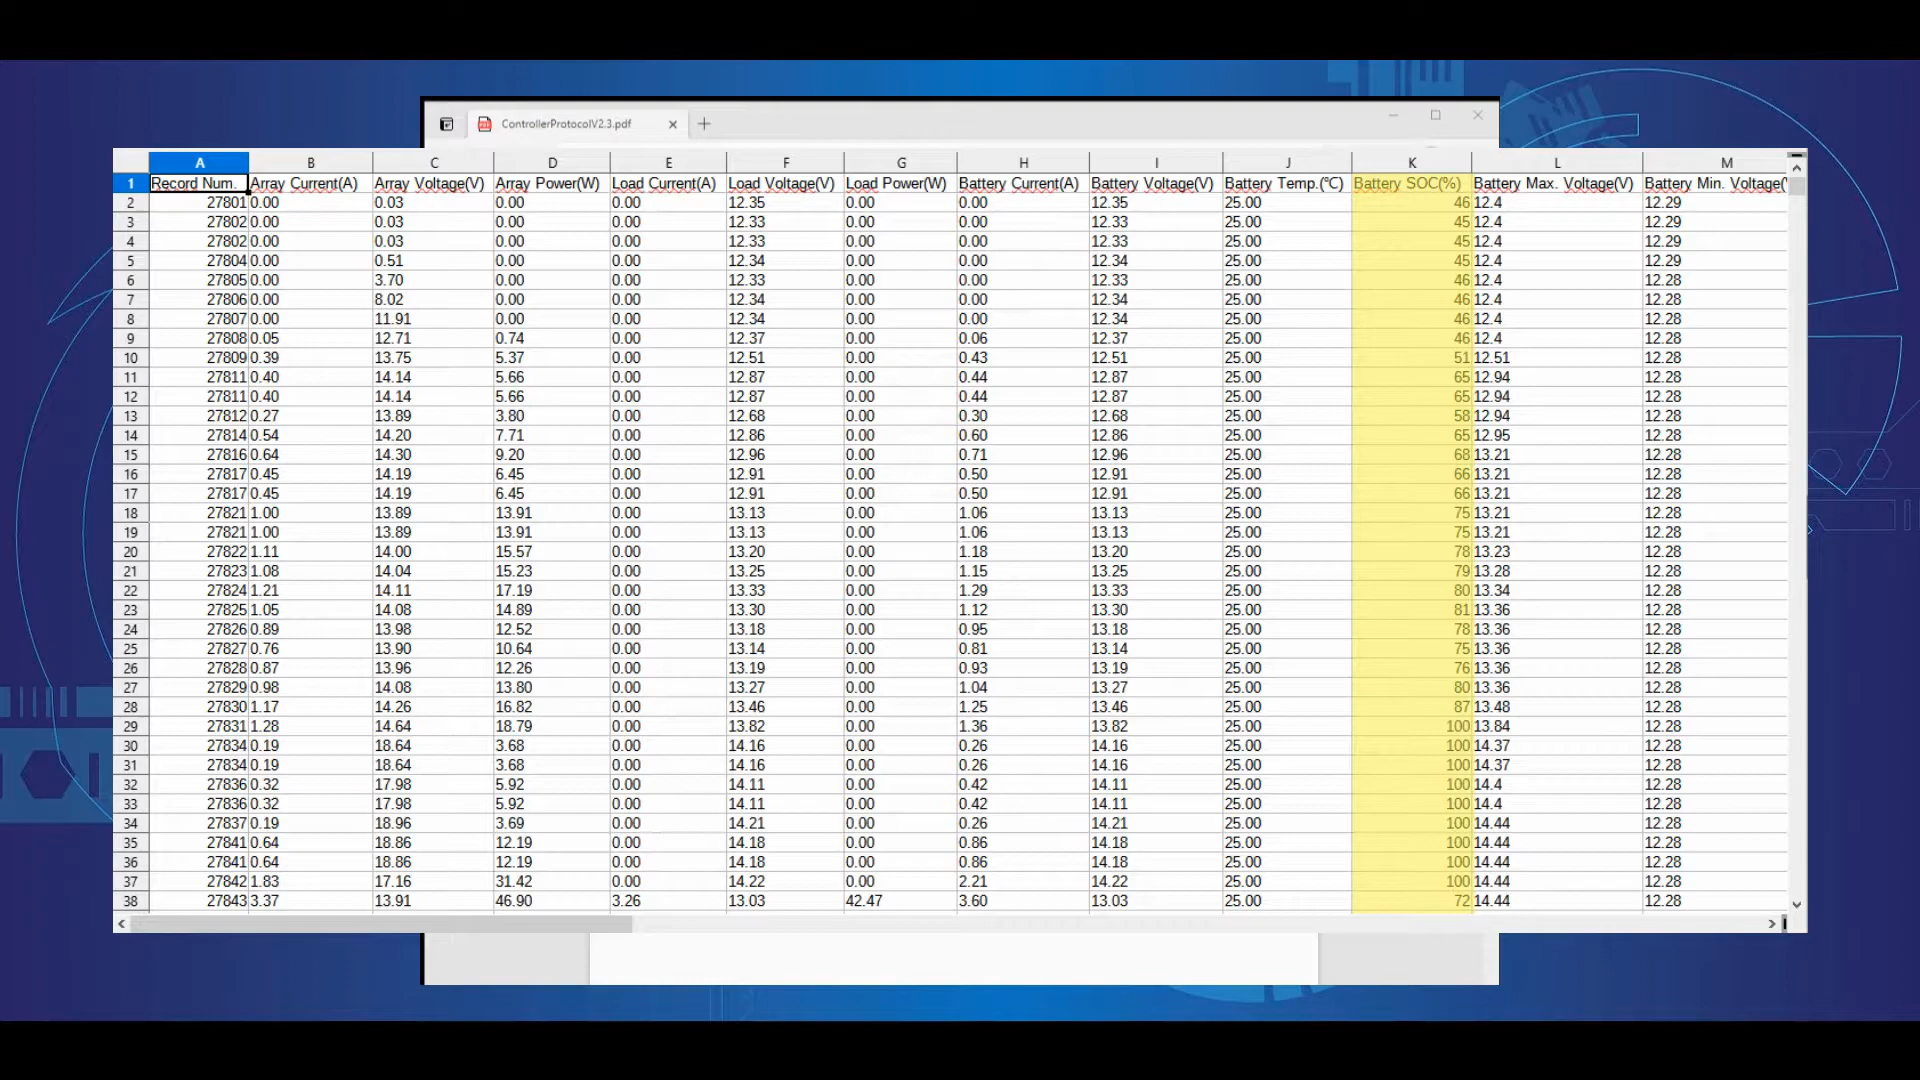 ControllerProtocolV2.3.pdf
A B C D E F G H I J K L M
1 Record Num. Array Current(A) Array Voltage(V) Array Power(W) Load Current(A) Load Voltage(V) Load Power(W) Battery Current(A) Battery Voltage(V) Battery Temp.(℃) Battery SOC(%) Battery Max. Voltage(V) Battery Min. Voltage(
2 27801 0.00 0.03 0.00 0.00 12.35 0.00 0.00 12.35 25.00 46 12.4 12.29
3 27802 0.00 0.03 0.00 0.00 12.33 0.00 0.00 12.33 25.00 45 12.4 12.29
4 27802 0.00 0.03 0.00 0.00 12.33 0.00 0.00 12.33 25.00 45 12.4 12.29
5 27804 0.00 0.51 0.00 0.00 12.34 0.00 0.00 12.34 25.00 45 12.4 12.29
6 27805 0.00 3.70 0.00 0.00 12.33 0.00 0.00 12.33 25.00 46 12.4 12.28
7 27806 0.00 8.02 0.00 0.00 12.34 0.00 0.00 12.34 25.00 46 12.4 12.28
8 27807 0.00 11.91 0.00 0.00 12.34 0.00 0.00 12.34 25.00 46 12.4 12.28
9 27808 0.05 12.71 0.74 0.00 12.37 0.00 0.06 12.37 25.00 46 12.4 12.28
10 27809 0.39 13.75 5.37 0.00 12.51 0.00 0.43 12.51 25.00 51 12.51 12.28
11 27811 0.40 14.14 5.66 0.00 12.87 0.00 0.44 12.87 25.00 65 12.94 12.28
12 27811 0.40 14.14 5.66 0.00 12.87 0.00 0.44 12.87 25.00 65 12.94 12.28
13 27812 0.27 13.89 3.80 0.00 12.68 0.00 0.30 12.68 25.00 58 12.94 12.28
14 27814 0.54 14.20 7.71 0.00 12.86 0.00 0.60 12.86 25.00 65 12.95 12.28
15 27816 0.64 14.30 9.20 0.00 12.96 0.00 0.71 12.96 25.00 68 13.21 12.28
16 27817 0.45 14.19 6.45 0.00 12.91 0.00 0.50 12.91 25.00 66 13.21 12.28
17 27817 0.45 14.19 6.45 0.00 12.91 0.00 0.50 12.91 25.00 66 13.21 12.28
18 27821 1.00 13.89 13.91 0.00 13.13 0.00 1.06 13.13 25.00 75 13.21 12.28
19 27821 1.00 13.89 13.91 0.00 13.13 0.00 1.06 13.13 25.00 75 13.21 12.28
20 27822 1.11 14.00 15.57 0.00 13.20 0.00 1.18 13.20 25.00 78 13.23 12.28
21 27823 1.08 14.04 15.23 0.00 13.25 0.00 1.15 13.25 25.00 79 13.28 12.28
22 27824 1.21 14.11 17.19 0.00 13.33 0.00 1.29 13.33 25.00 80 13.34 12.28
23 27825 1.05 14.08 14.89 0.00 13.30 0.00 1.12 13.30 25.00 81 13.36 12.28
24 27826 0.89 13.98 12.52 0.00 13.18 0.00 0.95 13.18 25.00 78 13.36 12.28
25 27827 0.76 13.90 10.64 0.00 13.14 0.00 0.81 13.14 25.00 75 13.36 12.28
26 27828 0.87 13.96 12.26 0.00 13.19 0.00 0.93 13.19 25.00 76 13.36 12.28
27 27829 0.98 14.08 13.80 0.00 13.27 0.00 1.04 13.27 25.00 80 13.36 12.28
28 27830 1.17 14.26 16.82 0.00 13.46 0.00 1.25 13.46 25.00 87 13.48 12.28
29 27831 1.28 14.64 18.79 0.00 13.82 0.00 1.36 13.82 25.00 100 13.84 12.28
30 27834 0.19 18.64 3.68 0.00 14.16 0.00 0.26 14.16 25.00 100 14.37 12.28
31 27834 0.19 18.64 3.68 0.00 14.16 0.00 0.26 14.16 25.00 100 14.37 12.28
32 27836 0.32 17.98 5.92 0.00 14.11 0.00 0.42 14.11 25.00 100 14.4 12.28
33 27836 0.32 17.98 5.92 0.00 14.11 0.00 0.42 14.11 25.00 100 14.4 12.28
34 27837 0.19 18.96 3.69 0.00 14.21 0.00 0.26 14.21 25.00 100 14.44 12.28
35 27841 0.64 18.86 12.19 0.00 14.18 0.00 0.86 14.18 25.00 100 14.44 12.28
36 27841 0.64 18.86 12.19 0.00 14.18 0.00 0.86 14.18 25.00 100 14.44 12.28
37 27842 1.83 17.16 31.42 0.00 14.22 0.00 2.21 14.22 25.00 100 14.44 12.28
38 27843 3.37 13.91 46.90 3.26 13.03 42.47 3.60 13.03 25.00 72 14.44 12.28